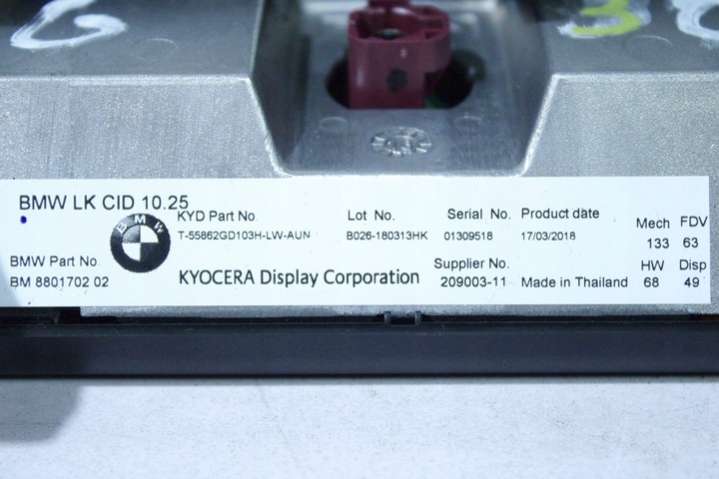 G
3
BMW LK CID 10.25
BMW
KYD Part No
T-55862GD103H-LW-AUN
Lot No.
B026-180313HK
Serial No.
01309518
Product date
17/03/2018
Mech FDV
133 63
HW Disp
68 49
BMW Part No
BM 8801702 02
KYOCERA Display Corporation
Supplier No.
209003-11
Made in Thailand